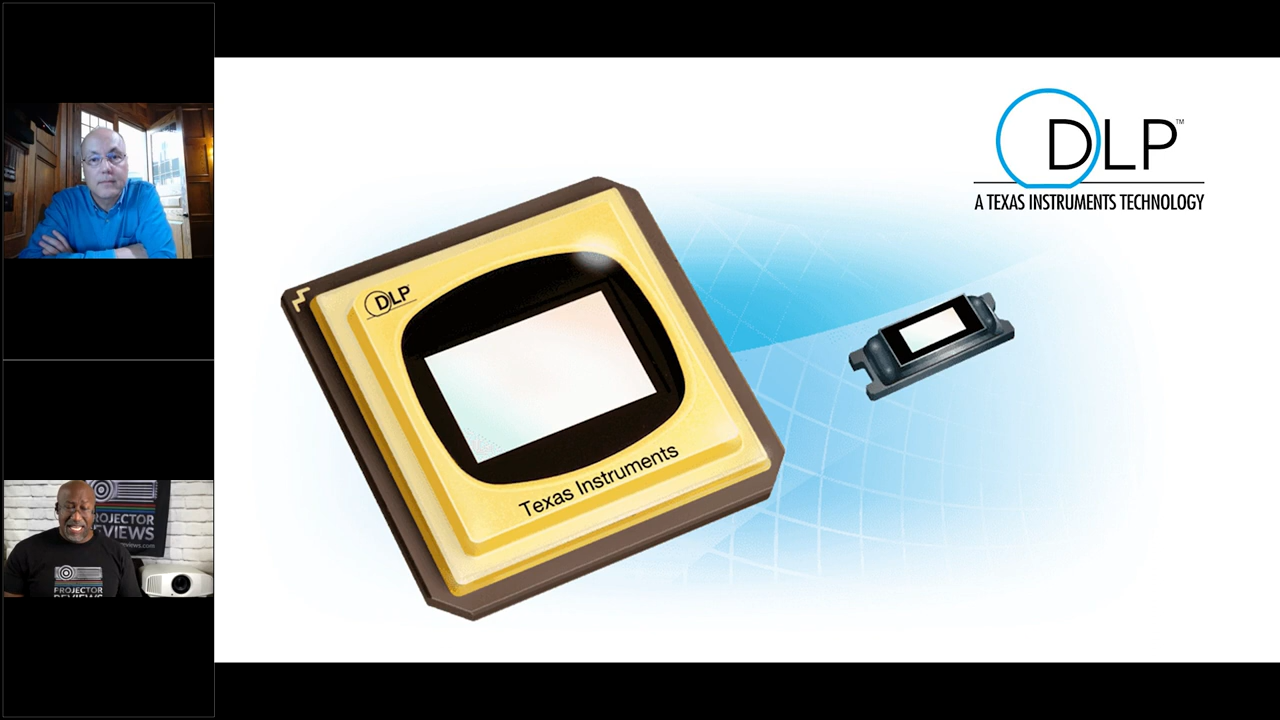 DLP™
A TEXAS INSTRUMENTS TECHNOLOGY
DLP
Texas Instruments
PROJECTOR
REVIEWS